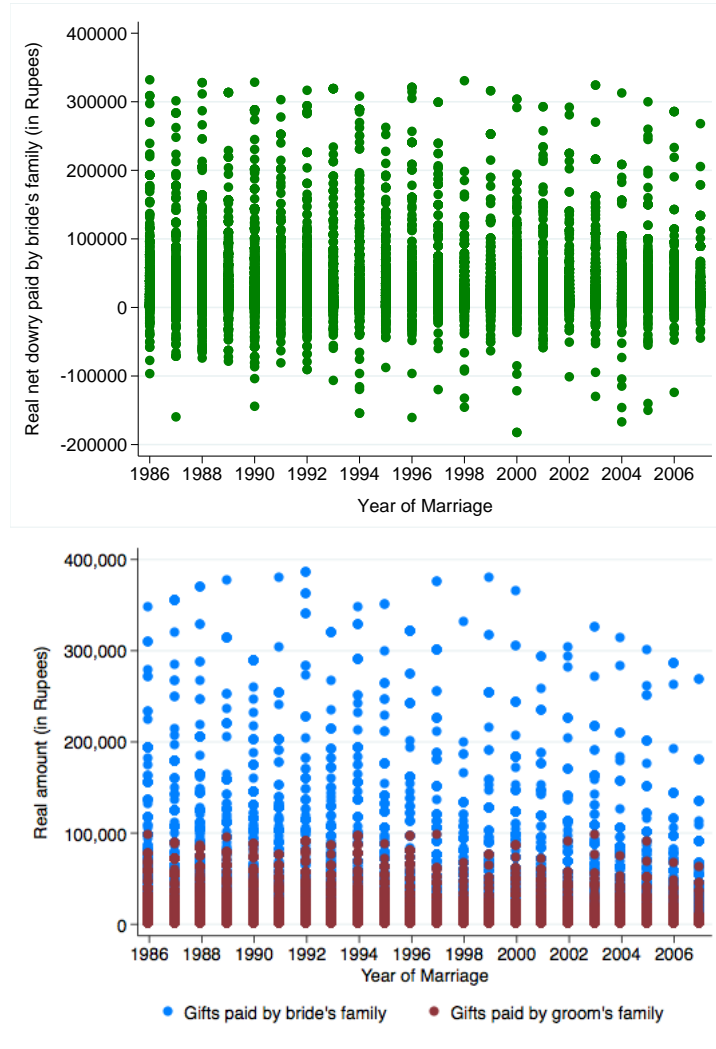 Real net dowry paid by bride's family (in Rupees)
400000
300000
200000
100000
0
-100000
-200000
1986 1988 1990 1992 1994 1996 1998 2000 2002 2004 2006
Year of Marriage
Real amount (in Rupees)
400,000
300,000
200,000
100,000
0
1986 1988 1990 1992 1994 1996 1998 2000 2002 2004 2006
Year of Marriage
Gifts paid by bride's family Gifts paid by groom's family